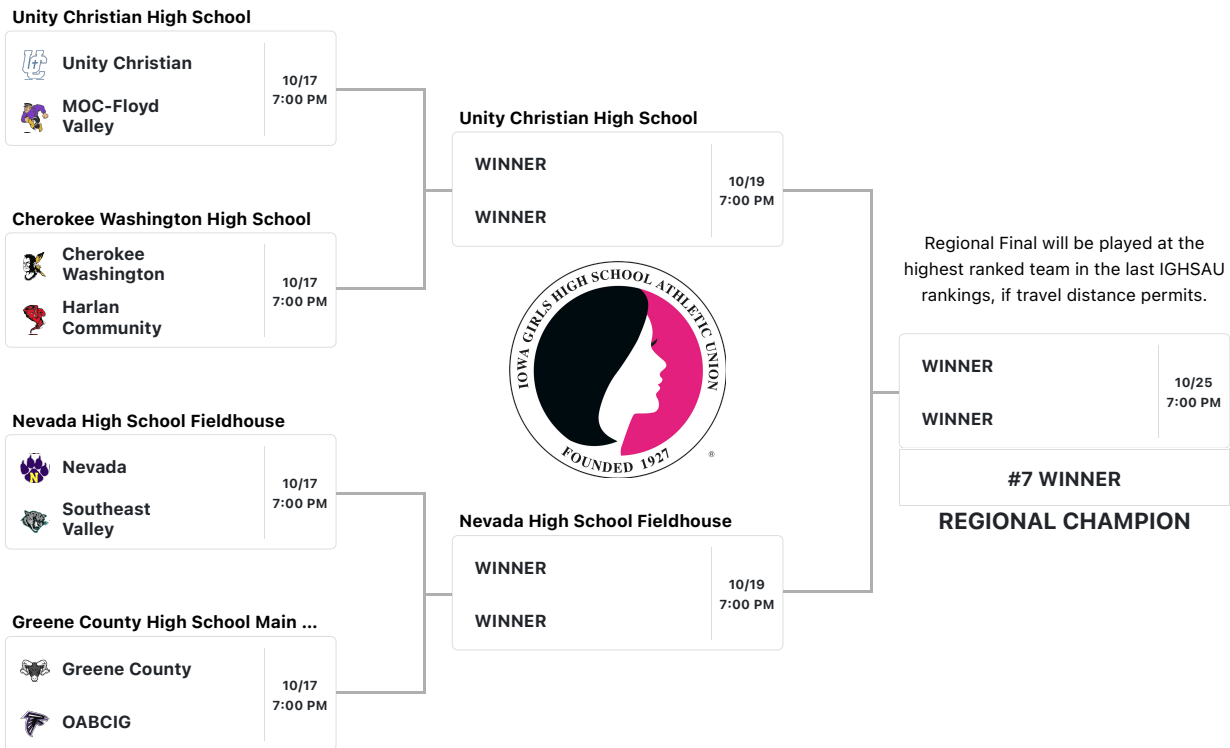 Unity Christian High School
Unity Christian
MOC-Floyd
Valley
10/17
7:00 PM
Cherokee Washington High School
Cherokee
Washington
Harlan
Community
10/17
7:00 PM
Nevada High School Fieldhouse
Nevada
Southeast
Valley
10/17
7:00 PM
Greene County High School Main ...
Greene County
OABCIG
10/17
7:00 PM
Unity Christian High School
WINNER
WINNER
10/19
7:00 PM
IOWA GIRLS HIGH SCHOOL ATHLETIC UNION
FOUNDED 1927
®
Nevada High School Fieldhouse
WINNER
WINNER
10/19
7:00 PM
Regional Final will be played at the
highest ranked team in the last IGHSAU
rankings, if travel distance permits.
WINNER
WINNER
10/25
7:00 PM
#7 WINNER
REGIONAL CHAMPION